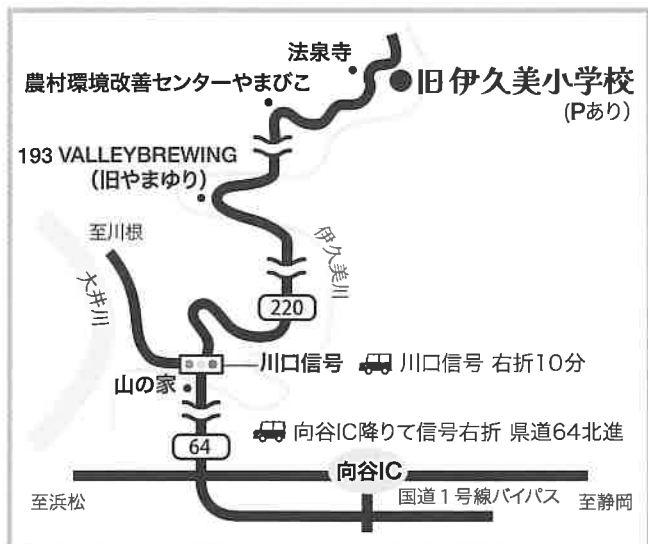 法泉寺
旧伊久美小学校
(Pあり)
農村環境改善センターやまびこ
193 VALLEYBREWING
(旧やまゆり)
至川根
大井川
伊久美川
220
川口信号
川口信号 右折10分
山の家
向谷IC降りて信号右折 県道64北進
64
向谷IC
至浜松
国道1号線バイパス
至静岡